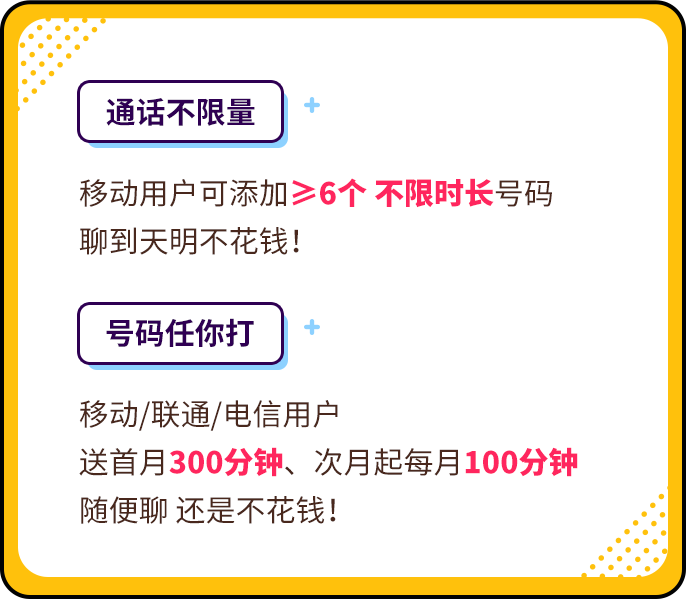 通话不限量
移动用户可添加≥6个 不限时长号码
聊到天明不花钱！
号码任你打
移动/联通/电信用户
送首月300分钟、次月起每月100分钟
随便聊 还是不花钱！